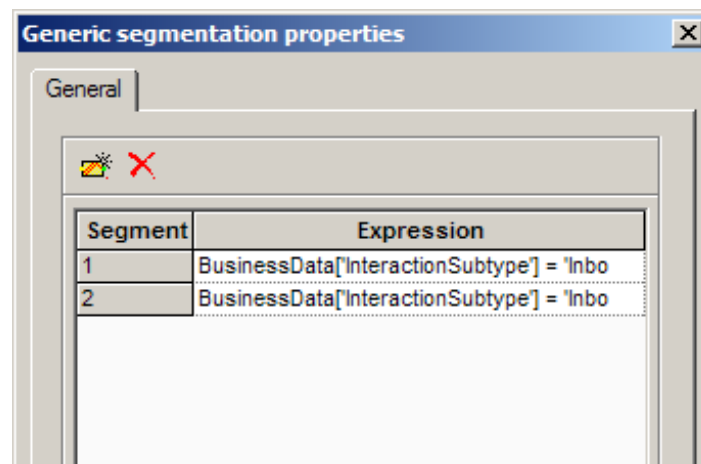 Generic segmentation properties
General
Segment Expression
1 BusinessData['InteractionSubtype'] = 'Inbo
2 BusinessData['InteractionSubtype'] = 'Inbo